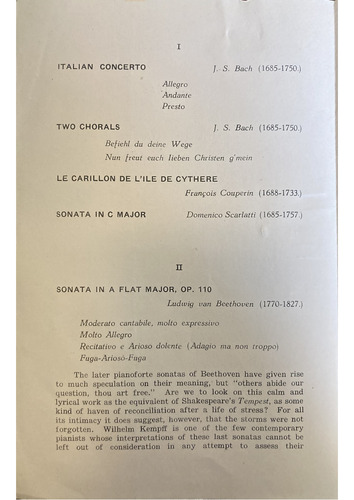 I
ITALIAN CONCERTO J. S. Bach (1685-1750.)
Allegro
Andante
Presto
TWO CHORALS J. S. Bach (1685-1750.)
Befiehl du deine Wege
Nun freut euch lieben Christen g'mein
LE CARILLON DE L'ILE DE CYTHERE
François Couperin (1688-1733.)
SONATA IN C MAJOR Domenico Scarlatti (1685-1757.)
II
SONATA IN A FLAT MAJOR, OP. 110
Ludwig van Beethoven (1770-1827.)
Moderato cantabile, molto expressivo
Molto Allegro
Recitativo e Arioso dolente (Adagio ma non troppo)
Fuga-Arioso-Fuga
The later pianoforte sonatas of Beethoven have given
rise to much speculation on their meaning, but "others abide our
question, thou art free." Are we to look on this calm and
lyrical work as the equivalent of Shakespeare's Tempest, as some
kind of haven of reconciliation after a life of stress? For all
its intimacy it does suggest, however, that the storms were not
forgotten. Wilhelm Kempff is one of the few contemporary
pianists whose interpretations of these last sonatas cannot be
left out of consideration in any attempt to assess their